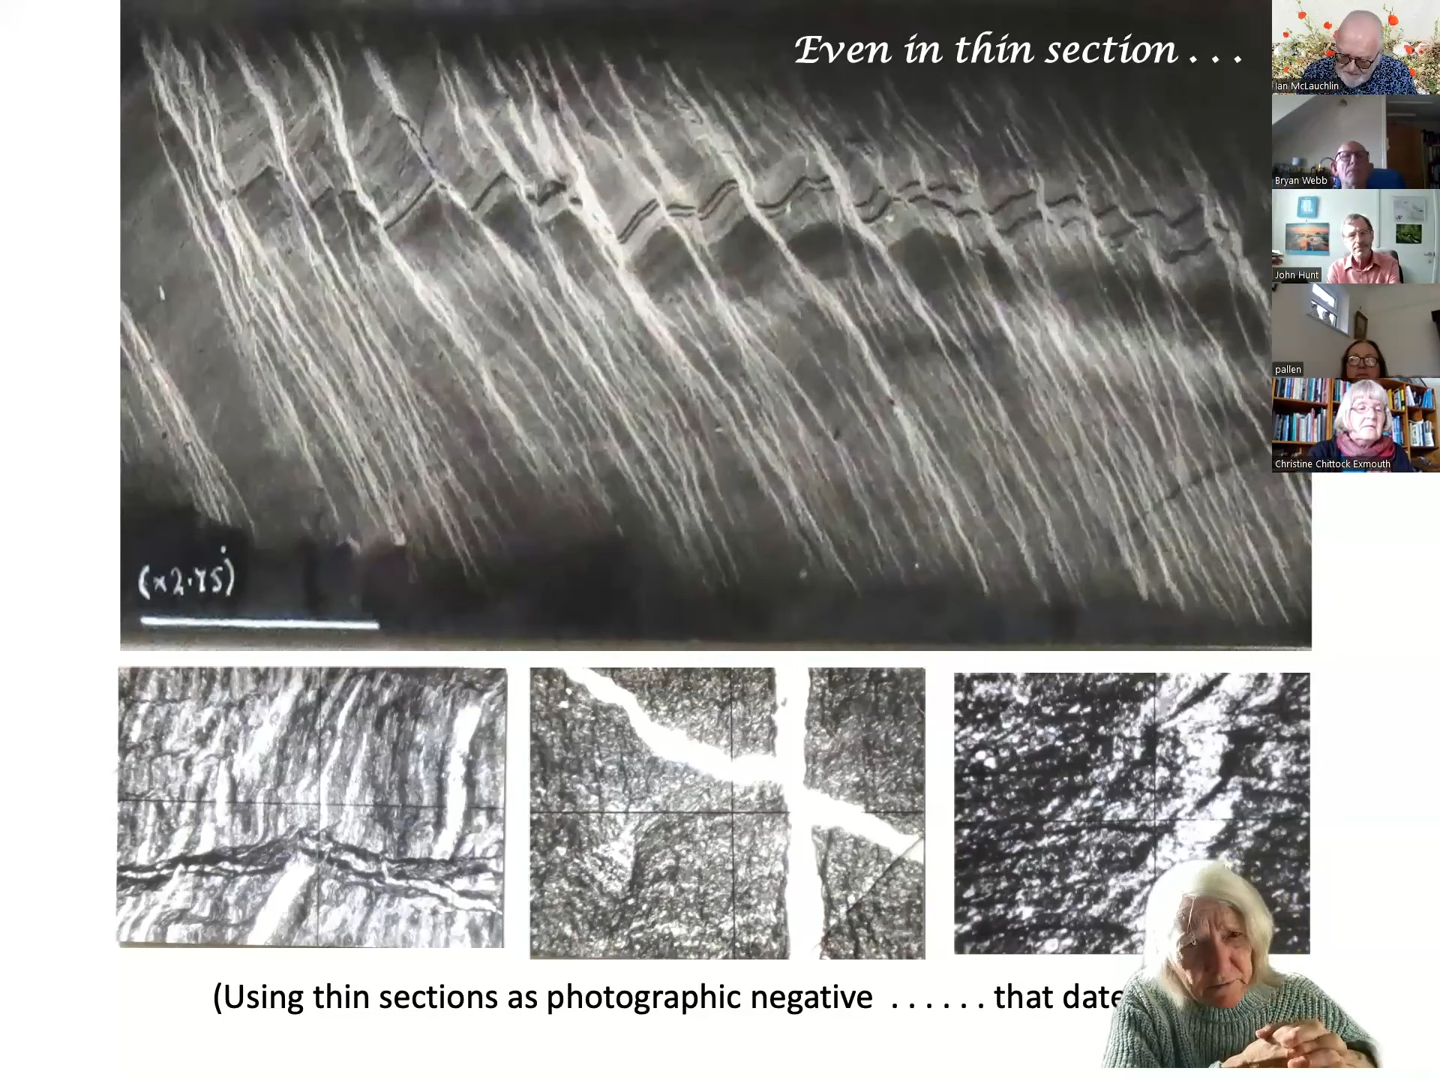 Even in thin section . . .
Ian McLauchlin
Bryan Webb
John Hunt
pallen
Christine Chittock Exmouth
(×2·75)
(Using thin sections as photographic negative . . . . . . that date